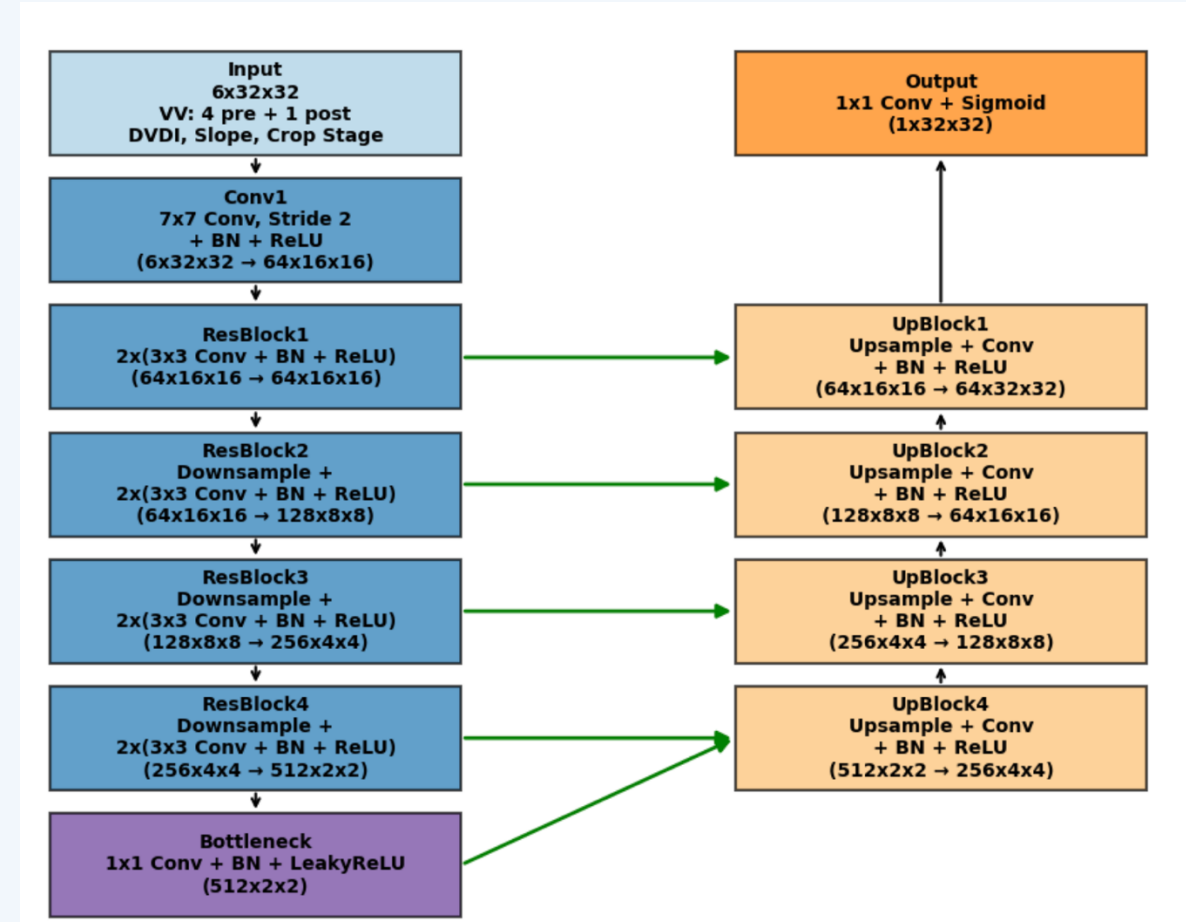 Input
6x32x32
VV: 4 pre + 1 post
DVDI, Slope, Crop Stage
Conv1
7x7 Conv, Stride 2
+ BN + ReLU
(6x32x32 → 64x16x16)
ResBlock1
2x(3x3 Conv + BN + ReLU)
(64x16x16 → 64x16x16)
ResBlock2
Downsample +
2x(3x3 Conv + BN + ReLU)
(64x16x16 → 128x8x8)
ResBlock3
Downsample +
2x(3x3 Conv + BN + ReLU)
(128x8x8 → 256x4x4)
ResBlock4
Downsample +
2x(3x3 Conv + BN + ReLU)
(256x4x4 → 512x2x2)
Bottleneck
1x1 Conv + BN + LeakyReLU
(512x2x2)
Output
1x1 Conv + Sigmoid
(1x32x32)
UpBlock1
Upsample + Conv
+ BN + ReLU
(64x16x16 → 64x32x32)
UpBlock2
Upsample + Conv
+ BN + ReLU
(128x8x8 → 64x16x16)
UpBlock3
Upsample + Conv
+ BN + ReLU
(256x4x4 → 128x8x8)
UpBlock4
Upsample + Conv
+ BN + ReLU
(512x2x2 → 256x4x4)